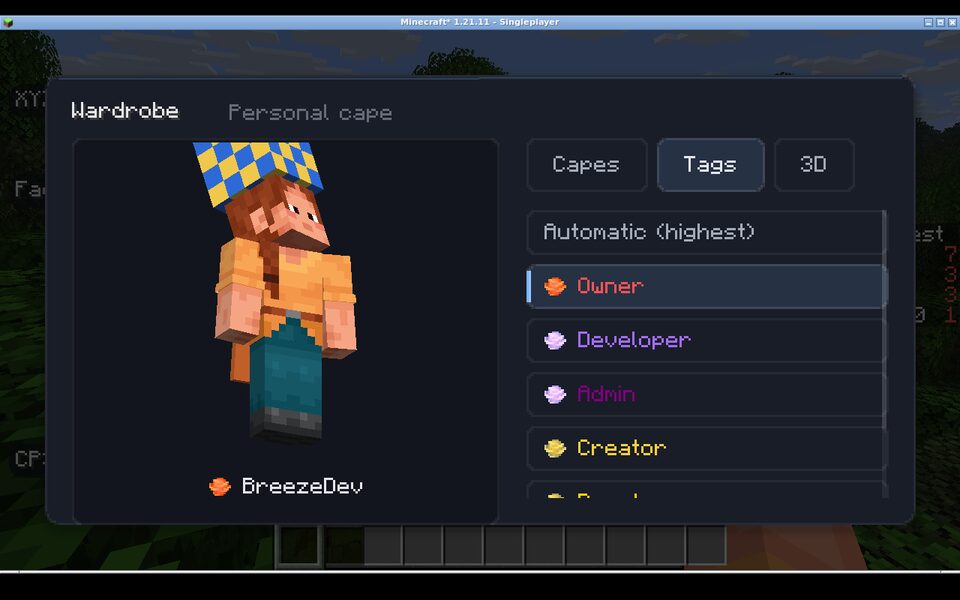 Minecraft* 1.21.11 - Singleplayer
Wardrobe
Personal cape
Capes
Tags
3D
Automatic (highest)
Owner
Developer
Admin
Creator
BreezeDev